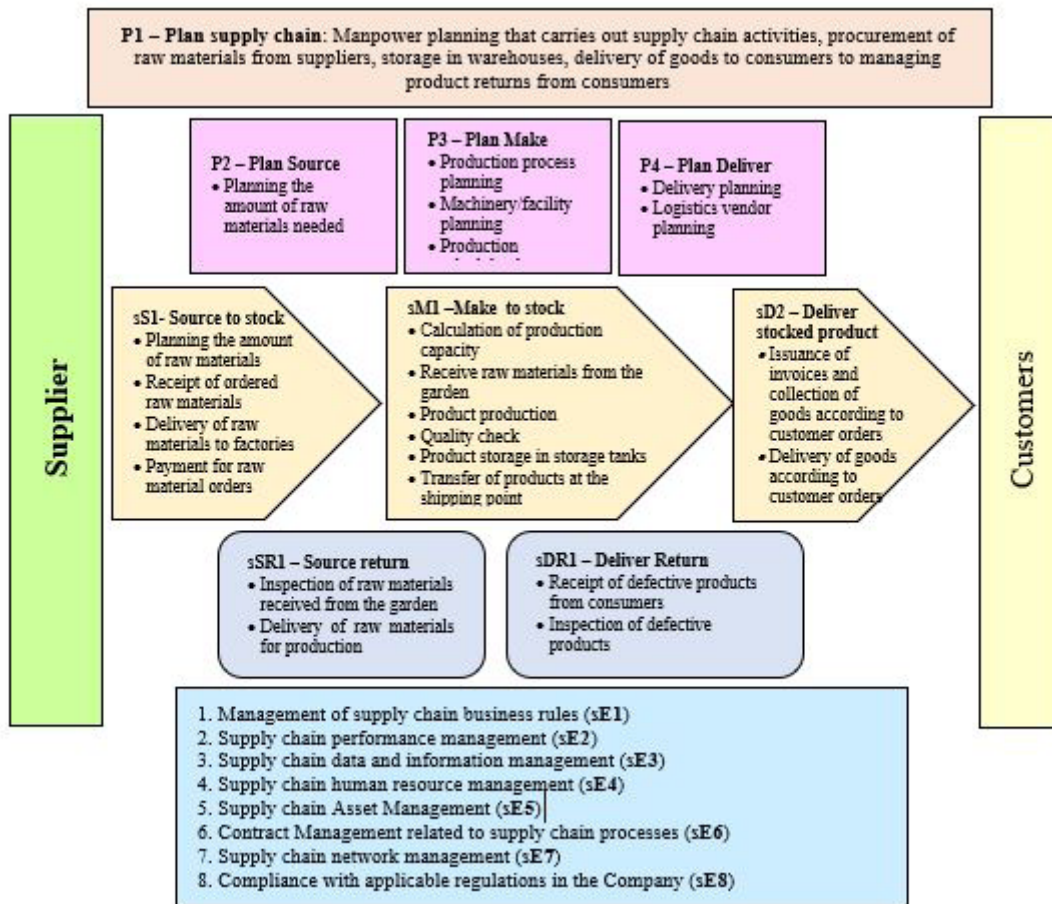 P1 – Plan supply chain: Manpower planning that carries out supply chain activities, procurement of
raw materials from suppliers, storage in warehouses, delivery of goods to consumers to managing
product returns from consumers
Supplier
P2 – Plan Source
• Planning the
amount of raw
materials needed
P3 – Plan Make
• Production process
planning
• Machinery/facility
planning
• Production
P4 – Plan Deliver
• Delivery planning
• Logistics vendor
planning
Customers
sS1- Source to stock
• Planning the amount
of raw materials
• Receipt of ordered
raw materials
• Delivery of raw
materials to factories
• Payment for raw
material orders
sM1 –Make to stock
• Calculation of production
capacity
• Receive raw materials from the
garden
• Product production
• Quality check
• Product storage in storage tanks
• Transfer of products at the
shipping point
sD2 – Deliver
stocked product
• Issuance of
invoices and
collection of
goods according to
customer orders
• Delivery of goods
according to
customer orders
sSR1 – Source return
• Inspection of raw materials
received from the garden
• Delivery of raw materials
for production
sDR1 – Deliver Return
• Receipt of defective products
from consumers
• Inspection of defective
products
1. Management of supply chain business rules (sE1)
2. Supply chain performance management (sE2)
3. Supply chain data and information management (sE3)
4. Supply chain human resource management (sE4)
5. Supply chain Asset Management (sE5)
6. Contract Management related to supply chain processes (sE6)
7. Supply chain network management (sE7)
8. Compliance with applicable regulations in the Company (sE8)